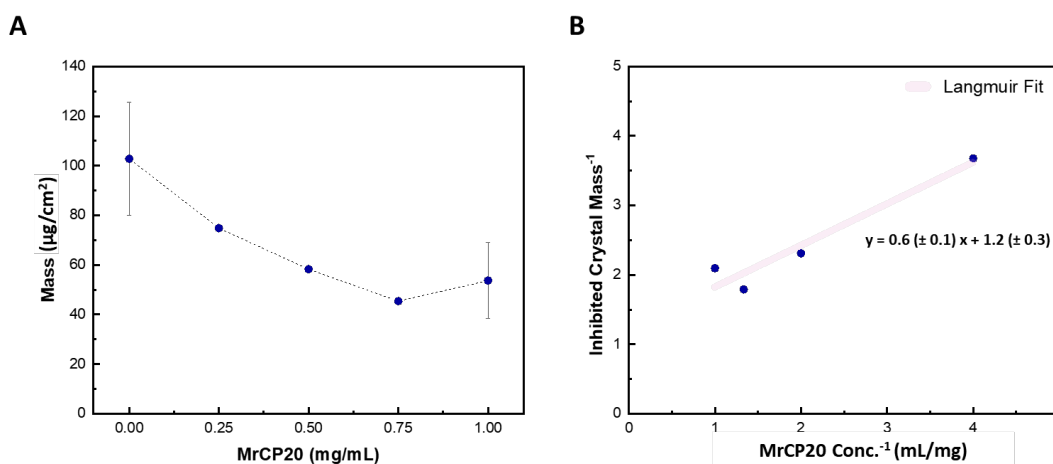 A
140
120
100
80
60
40
20
0
Mass (µg/cm²)
0.00 0.25 0.50 0.75 1.00
MrCP20 (mg/mL)
B
5
4
3
2
1
0
Inhibited Crystal Mass⁻¹
Langmuir Fit
y = 0.6 (± 0.1) x + 1.2 (± 0.3)
0 1 2 3 4
MrCP20 Conc.⁻¹ (mL/mg)